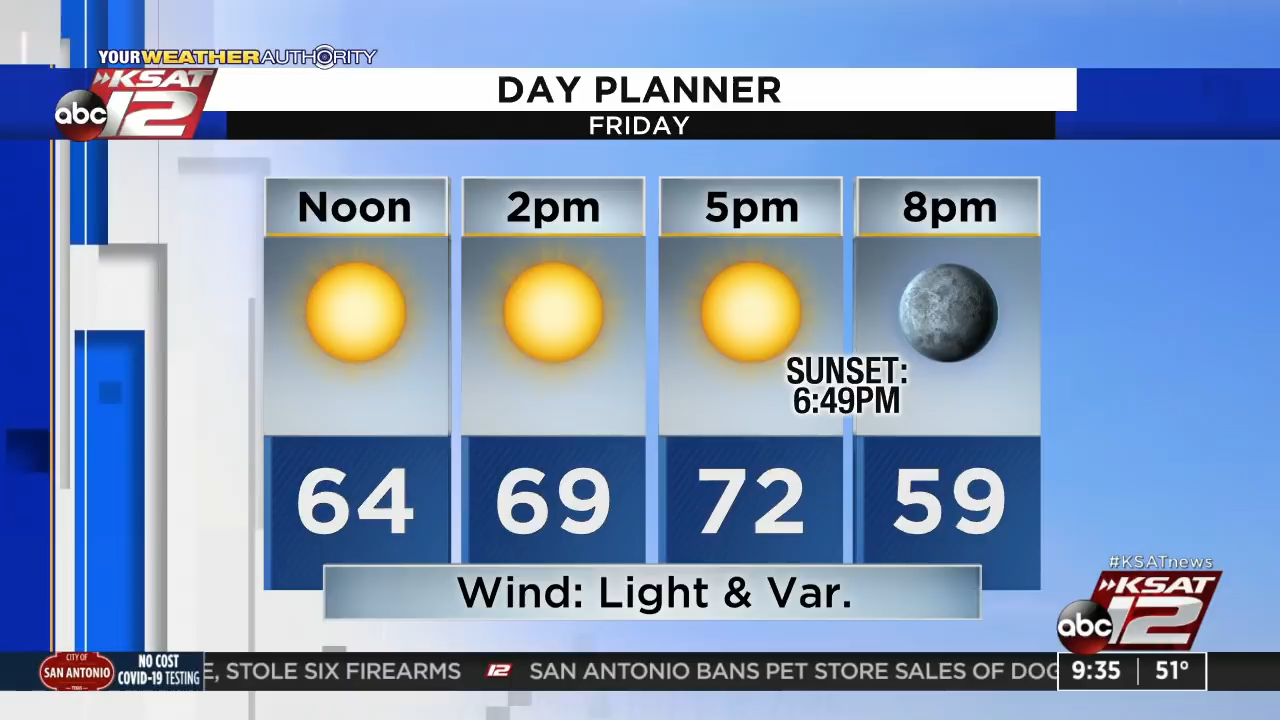 YOURWEATHERAUTHORITY
KSAT
abc 12
DAY PLANNER
FRIDAY
Noon
2pm
5pm
8pm
SUNSET:
6:49PM
64
69
72
59
Wind: Light & Var.
#KSATnews
KSAT
abc 12
CITY OF
SAN ANTONIO
TEXAS
NO COST
COVID-19 TESTING
E, STOLE SIX FIREARMS 12 SAN ANTONIO BANS PET STORE SALES OF DOG
9:35 51°